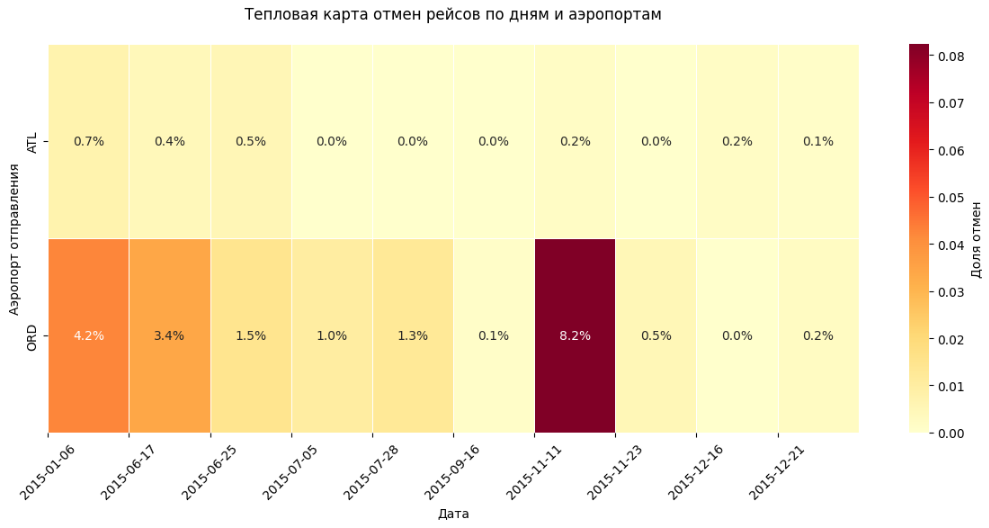 Тепловая карта отмен рейсов по дням и аэропортам
Аэропорт отправления
ATL
0.7% 0.4% 0.5% 0.0% 0.0% 0.0% 0.2% 0.0% 0.2% 0.1%
ORD
4.2% 3.4% 1.5% 1.0% 1.3% 0.1% 8.2% 0.5% 0.0% 0.2%
2015-01-06 2015-06-17 2015-06-25 2015-07-05 2015-07-28 2015-09-16 2015-11-11 2015-11-23 2015-12-16 2015-12-21
Дата
0.08
0.07
0.06
0.05
0.04
0.03
0.02
0.01
0.00
Доля отмен